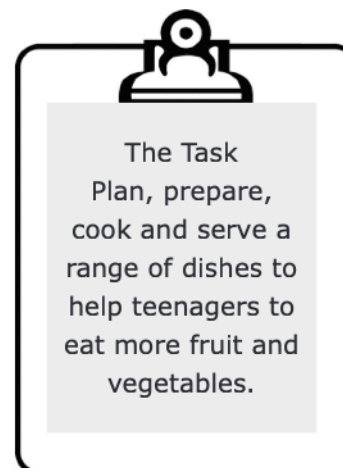 The Task
Plan, prepare,
cook and serve a
range of dishes to
help teenagers to
eat more fruit and
vegetables.